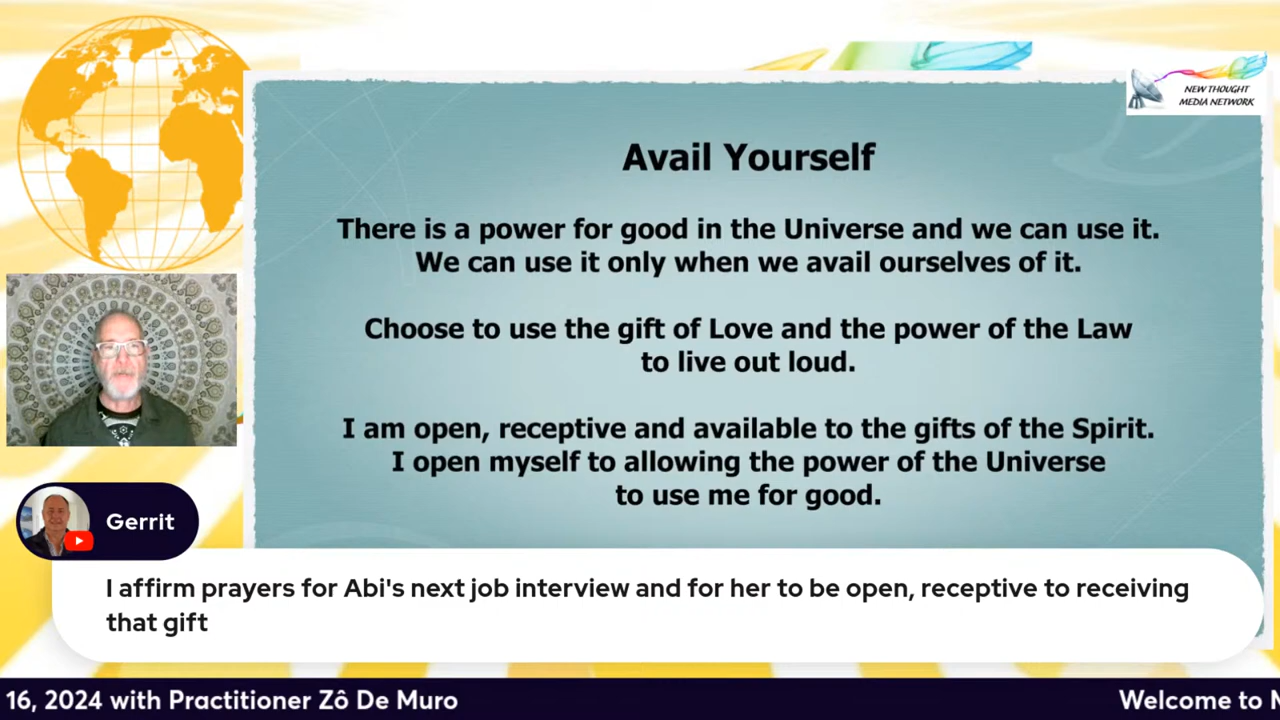 NEW THOUGHT
MEDIA NETWORK
Avail Yourself
There is a power for good in the Universe and we can use it.
We can use it only when we avail ourselves of it.
Choose to use the gift of Love and the power of the Law
to live out loud.
I am open, receptive and available to the gifts of the Spirit.
I open myself to allowing the power of the Universe
to use me for good.
Gerrit
I affirm prayers for Abi's next job interview and for her to be open, receptive to receiving
that gift
16, 2024 with Practitioner Zô De Muro
Welcome to